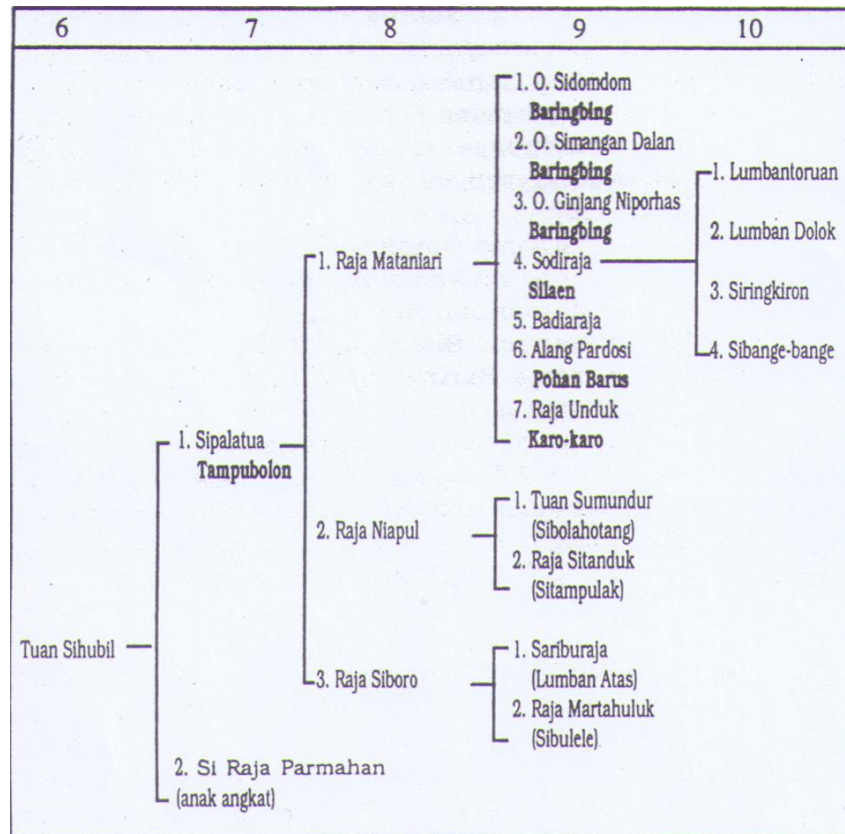 6 7 8 9 10
1. O. Sidomdom
Baringbing
2. O. Simangan Dalan
Baringbing
3. O. Ginjang Niporhas
Baringbing
4. Sodiraja
Silaen
5. Badiaraja
6. Alang Pardosi
Pohan Barus
7. Raja Unduk
Karo-karo
1. Lumbantoruan
2. Lumban Dolok
3. Siringkiron
4. Sibange-bange
1. Raja Mataniari
1. Sipalatua
Tampubolon
2. Raja Niapul
1. Tuan Sumundur
(Sibolahotang)
2. Raja Sitanduk
(Sitampulak)
Tuan Sihubil
3. Raja Siboro
1. Sariburaja
(Lumban Atas)
2. Raja Martahuluk
(Sibulele)
2. Si Raja Parmahan
(anak angkat)